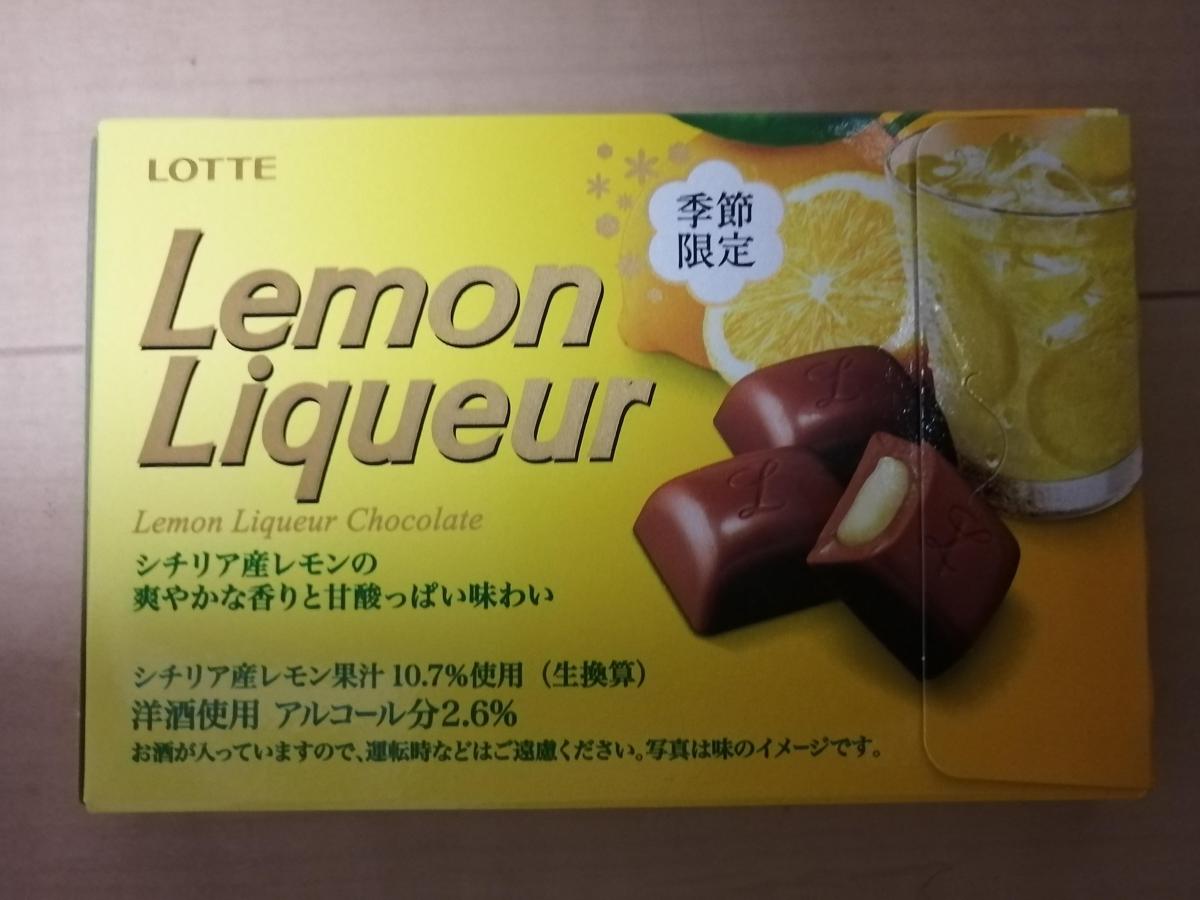 LOTTE
季節
限定
Lemon
Liqueur
Lemon Liqueur Chocolate
シチリア産レモンの
爽やかな香りと甘酸っぱい味わい
シチリア産レモン果汁10.7%使用(生換算)
洋酒使用 アルコール分2.6%
お酒が入っていますので、運転時などはご遠慮ください。写真は味のイメージです。
L
L
L